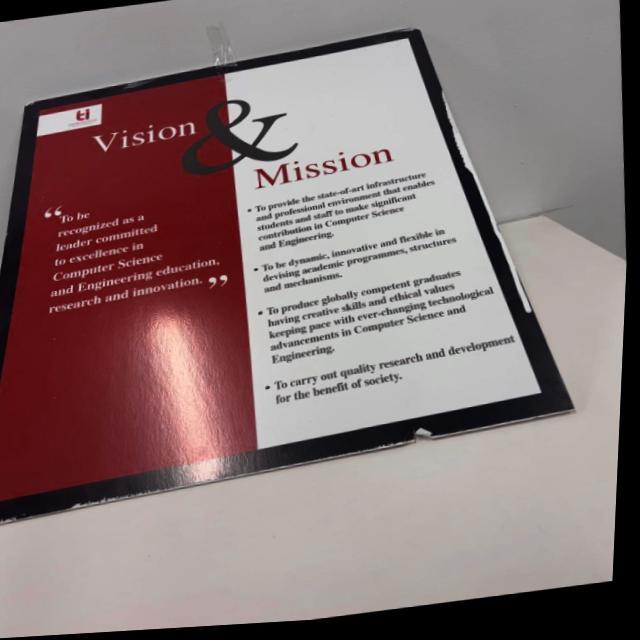 ti
Vision & Mission
“To be
recognized as a
leader committed
to excellence in
Computer Science
and Engineering education,
research and innovation.”
• To provide the state-of-art infrastructure
and professional environment that enables
students and staff to make significant
contribution in Computer Science
and Engineering.
• To be dynamic, innovative and flexible in
devising academic programmes, structures
and mechanisms.
• To produce globally competent graduates
having creative skills and ethical values
keeping pace with ever-changing technological
advancements in Computer Science and
Engineering.
• To carry out quality research and development
for the benefit of society.